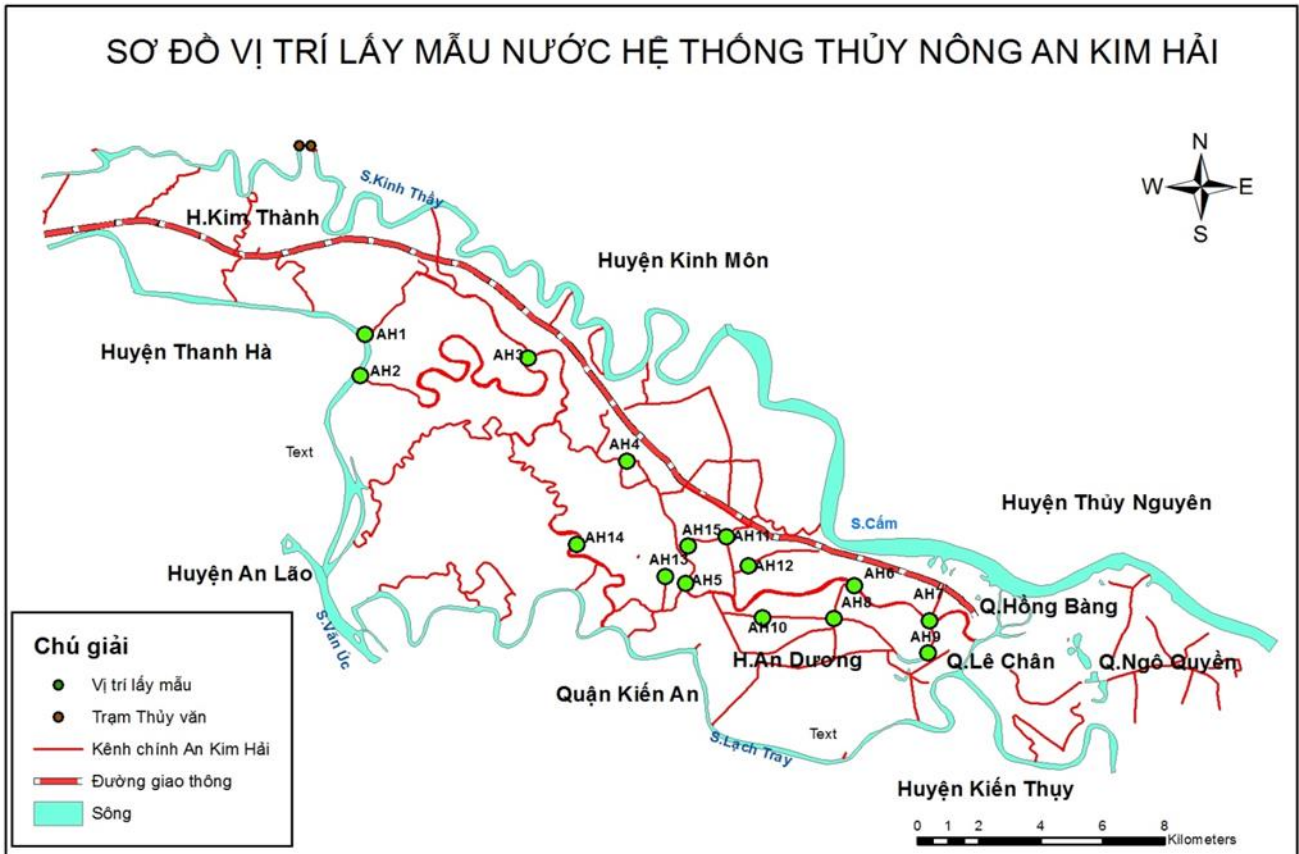 SƠ ĐỒ VỊ TRÍ LẤY MẪU NƯỚC HỆ THỐNG THỦY NÔNG AN KIM HẢI
N
W E
S
S.Kinh Thầy
H.Kim Thành
Huyện Kinh Môn
AH1
Huyện Thanh Hà
AH3
AH2
Text
AH4
Huyện Thủy Nguyên
S.Cấm
AH15
AH11
AH14
Huyện An Lão
AH13
AH12
AH5
AH6
AH7
Q.Hồng Bàng
AH8
AH10
AH9
S.Văn Úc
H.An Dương
Q.Lê Chân
Q.Ngô Quyền
Quận Kiến An
S.Lạch Tray
Text
Huyện Kiến Thụy
Chú giải
Vị trí lấy mẫu
Trạm Thủy văn
Kênh chính An Kim Hải
Đường giao thông
Sông
0 1 2 4 6 8
Kilometers